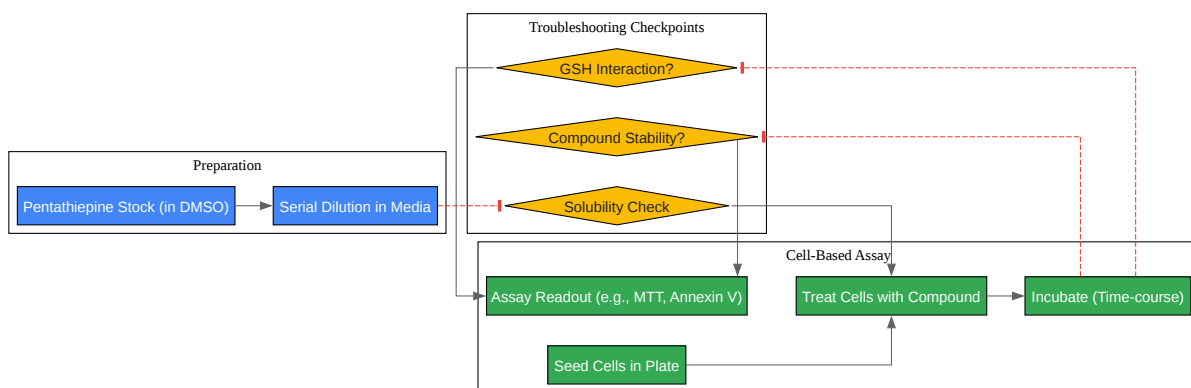 Troubleshooting Checkpoints
GSH Interaction?
Compound Stability?
Preparation
Pentathiepine Stock (in DMSO)
Serial Dilution in Media
Solubility Check
Cell-Based Assay
Assay Readout (e.g., MTT, Annexin V)
Treat Cells with Compound
Incubate (Time-course)
Seed Cells in Plate